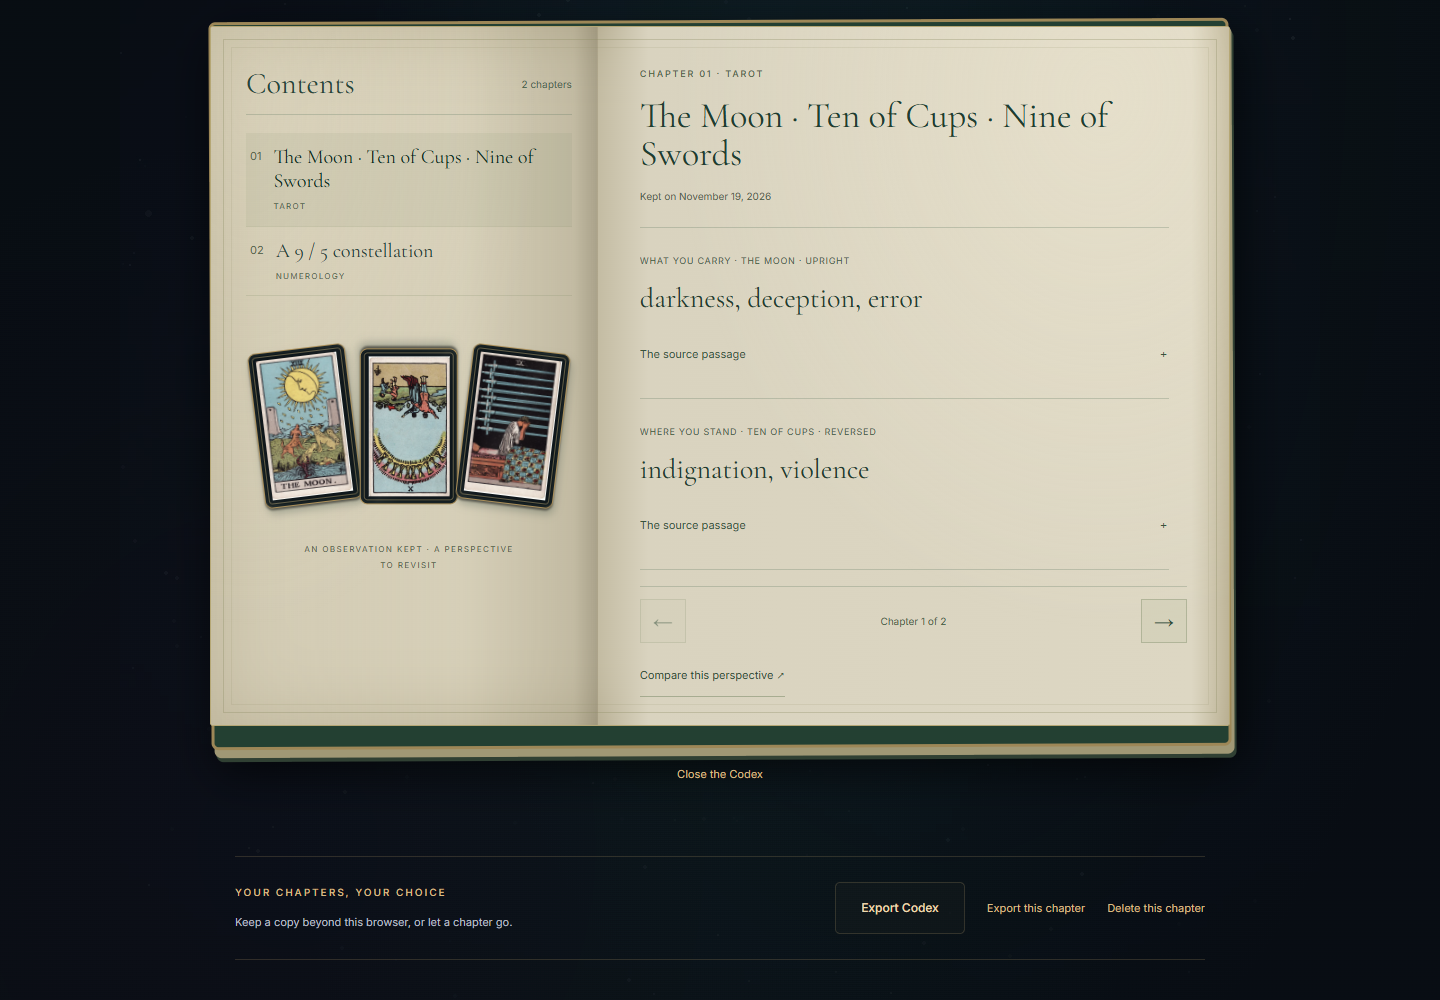 Contents
2 chapters
01
The Moon · Ten of Cups · Nine of
Swords
TAROT
02
A 9 / 5 constellation
NUMEROLOGY
THE MOON.
X
AN OBSERVATION KEPT · A PERSPECTIVE
TO REVISIT
CHAPTER 01 · TAROT
The Moon · Ten of Cups · Nine of
Swords
Kept on November 19, 2026
WHAT YOU CARRY · THE MOON · UPRIGHT
darkness, deception, error
The source passage +
WHERE YOU STAND · TEN OF CUPS · REVERSED
indignation, violence
The source passage +
← Chapter 1 of 2 →
Compare this perspective ↗
Close the Codex
YOUR CHAPTERS, YOUR CHOICE
Keep a copy beyond this browser, or let a chapter go.
Export Codex
Export this chapter
Delete this chapter